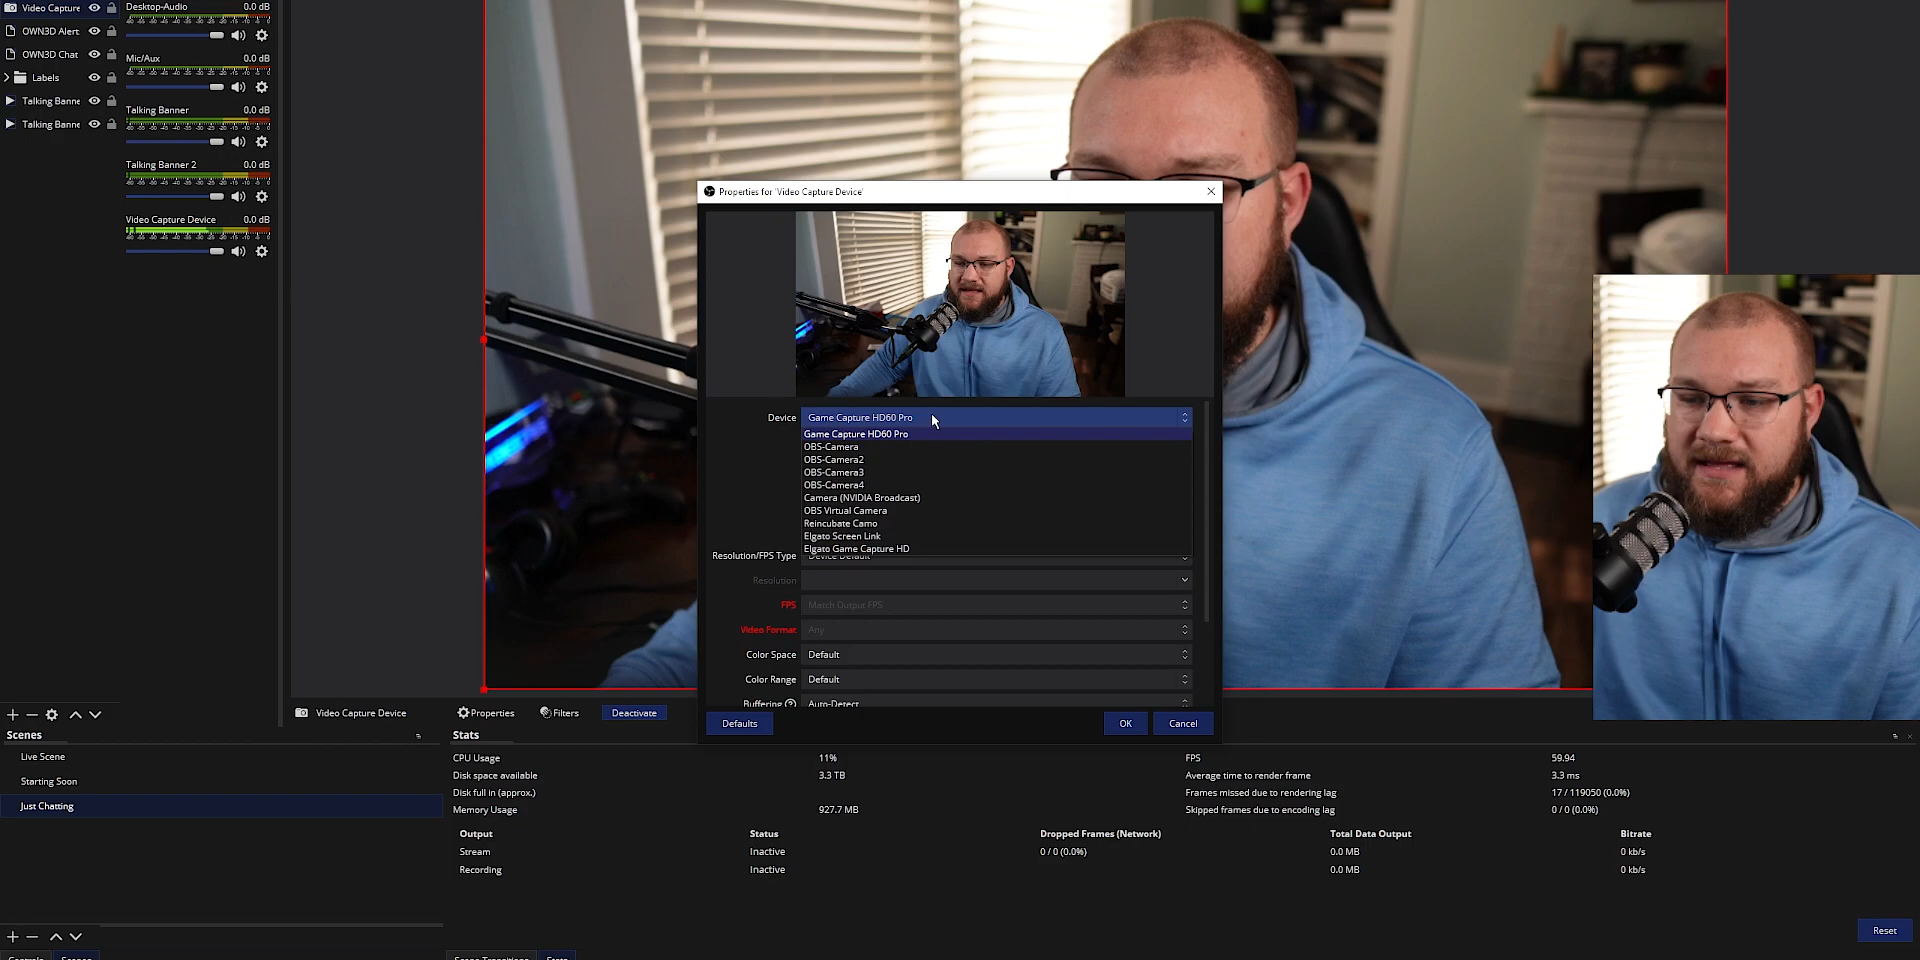 Video Capture
OWN3D Alert
OWN3D Chat
Labels
Talking Banne
Talking Banne
Desktop-Audio 0.0 dB
Mic/Aux 0.0 dB
Talking Banner 0.0 dB
Talking Banner 2 0.0 dB
Video Capture Device 0.0 dB
Properties for 'Video Capture Device'
Device Game Capture HD60 Pro
Game Capture HD60 Pro
OBS-Camera
OBS-Camera2
OBS-Camera3
OBS-Camera4
Camera (NVIDIA Broadcast)
OBS Virtual Camera
Reincubate Camo
Elgato Screen Link
Elgato Game Capture HD
Resolution/FPS Type Device Default
Resolution
FPS Match Output FPS
Video Format Any
Color Space Default
Color Range Default
Buffering Auto-Detect
Defaults OK Cancel
Video Capture Device Properties Filters Deactivate
Scenes
Live Scene
Starting Soon
Just Chatting
Stats
CPU Usage 11% FPS 59.94
Disk space available 3.3 TB Average time to render frame 3.3 ms
Disk full in (approx.) Frames missed due to rendering lag 17 / 119050 (0.0%)
Memory Usage 927.7 MB Skipped frames due to encoding lag 0 / 0 (0.0%)
Output Status Dropped Frames (Network) Total Data Output Bitrate
Stream Inactive 0 / 0 (0.0%) 0.0 MB 0 kb/s
Recording Inactive 0.0 MB 0 kb/s
Reset
Controls Scenes Scene Transitions Stats